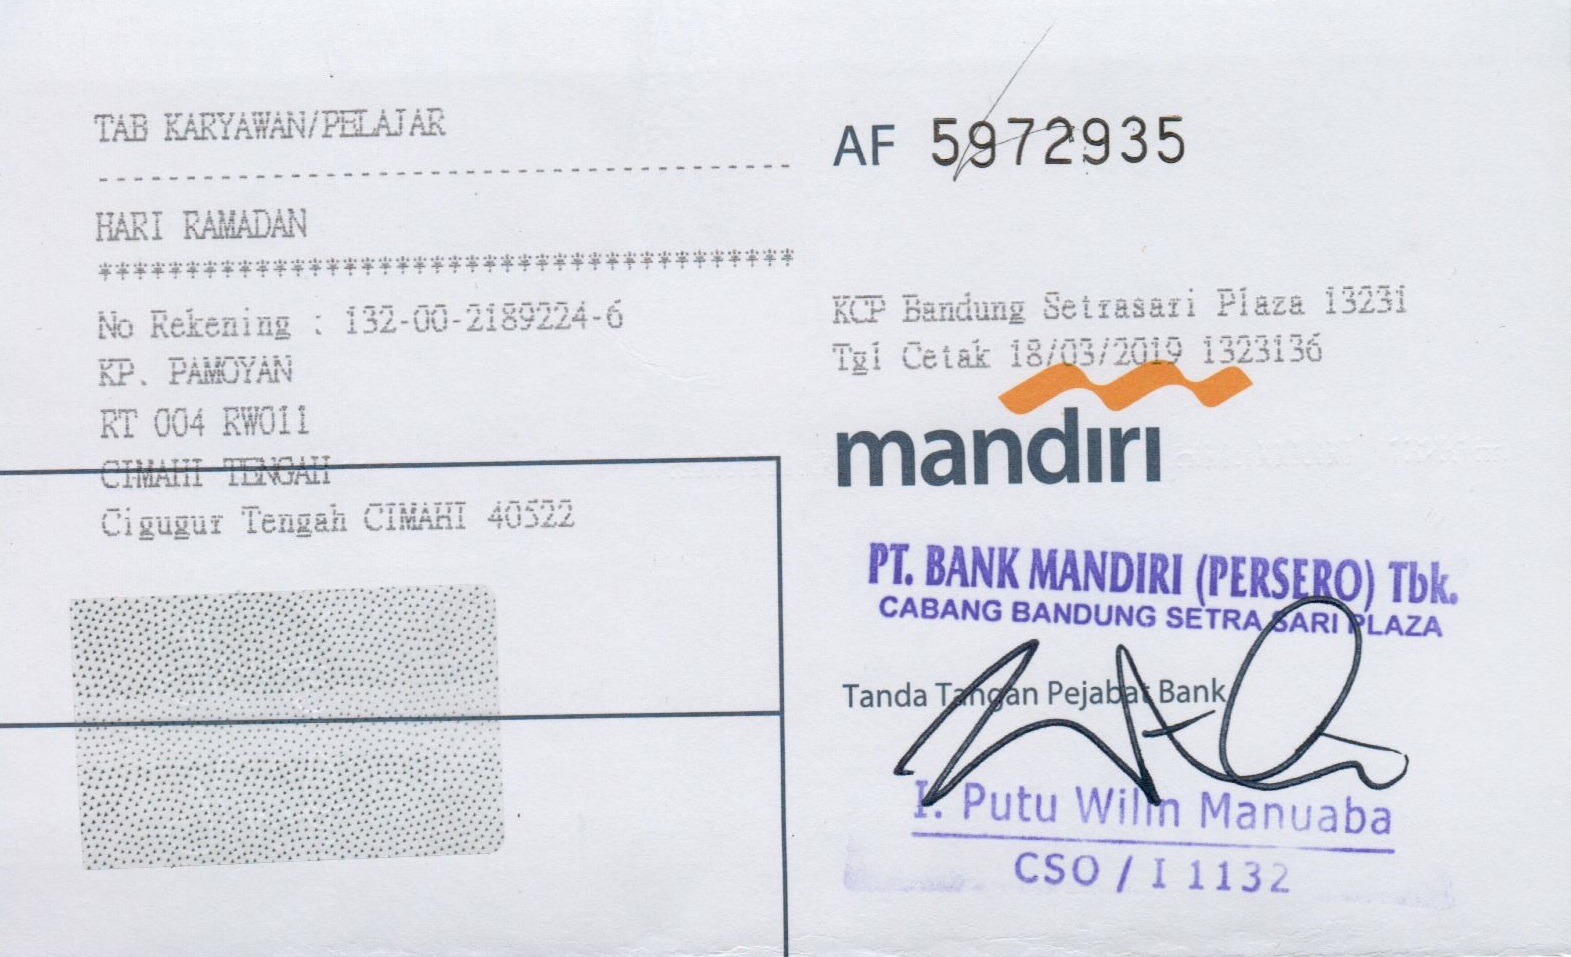 TAB KARYAWAN/PELAJAR
---------------------------------------
HARI RAMADAN
****************************************
No Rekening : 132-00-2189224-6
KP. PAMOYAN
RT 004 RW011
CIMAHI TENGAH
Cigugur Tengah CIMAHI 40522
AF 5972935
KCP Bandung Setrasari Plaza 13231
Tgl Cetak 18/03/2019 1323136
mandiri
PT. BANK MANDIRI (PERSERO) Tbk.
CABANG BANDUNG SETRA SARI PLAZA
Tanda Tangan Pejabat Bank
I. Putu Wilin Manuaba
CSO / I 1132